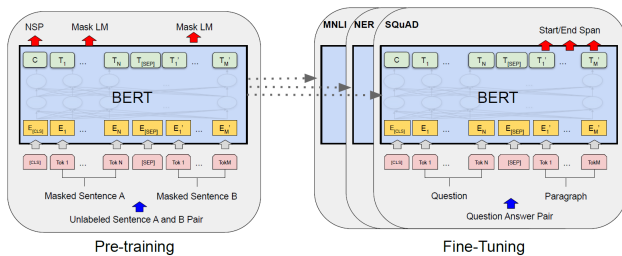 NSP Mask LM Mask LM
C T1 ... TN T[SEP] T1' ... TM'
BERT
E[CLS] E1 ... EN E[SEP] E1' ... EM'
[CLS] Tok 1 ... Tok N [SEP] Tok 1 ... TokM
Masked Sentence A Masked Sentence B
Unlabeled Sentence A and B Pair
Pre-training
MNLI NER SQuAD
Start/End Span
C T1 ... TN T[SEP] T1' ... TM'
BERT
E[CLS] E1 ... EN E[SEP] E1' ... EM'
[CLS] Tok 1 ... Tok N [SEP] Tok 1 ... TokM
Question Paragraph
Question Answer Pair
Fine-Tuning